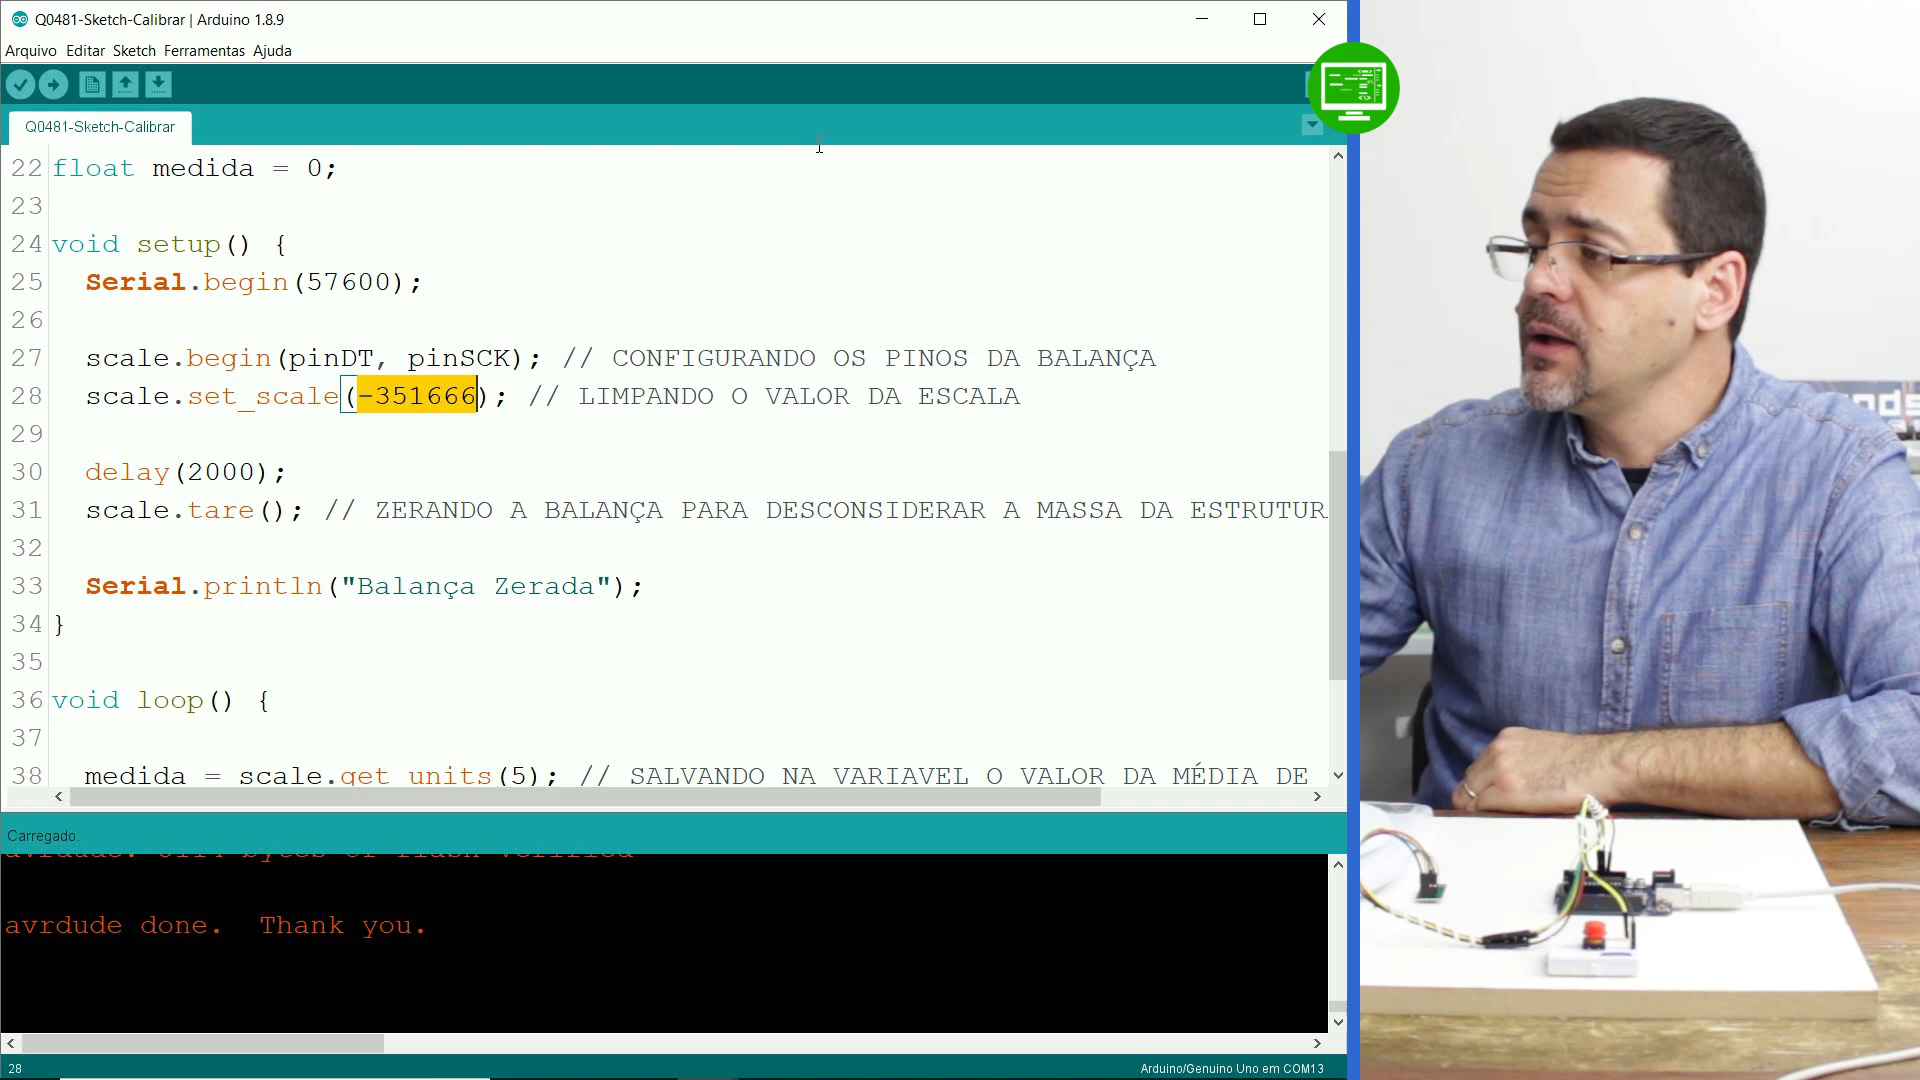 Q0481-Sketch-Calibrar | Arduino 1.8.9
Arquivo Editar Sketch Ferramentas Ajuda
Q0481-Sketch-Calibrar
22 float medida = 0;
23
24 void setup() {
25 Serial.begin(57600);
26
27 scale.begin(pinDT, pinSCK); // CONFIGURANDO OS PINOS DA BALANÇA
28 scale.set_scale(-351666); // LIMPANDO O VALOR DA ESCALA
29
30 delay(2000);
31 scale.tare(); // ZERANDO A BALANÇA PARA DESCONSIDERAR A MASSA DA ESTRUTUR
32
33 Serial.println("Balança Zerada");
34 }
35
36 void loop() {
37
38 medida = scale.get_units(5); // SALVANDO NA VARIAVEL O VALOR DA MÉDIA DE
Carregado.
avrdude done. Thank you.
28
Arduino/Genuino Uno em COM13